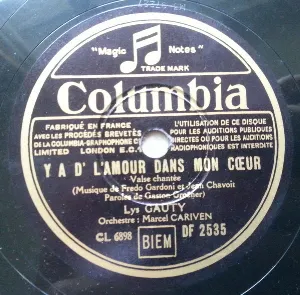 "Magic Notes"
TRADE MARK
Columbia
FABRIQUÉ EN FRANCE
AVEC LES PROCÉDÉS BREVETÉS
DE LA COLUMBIA-GRAPHOPHONE Cº
LIMITED LONDON E.C.
L'UTILISATION DE CE DISQUE
POUR LES AUDITIONS PUBLIQUES
DIRECTES OU POUR LES AUDITIONS
RADIOPHONIQUES EST INTERDITE
Y A D' L'AMOUR DANS MON CŒUR
Valse chantée
(Musique de Fredo Gardoni et Jean Chavoit
Paroles de Gaston Groener)
Lys GAUTY
Orchestre : Marcel CARIVEN
CL 6898 BIEM DF 2535